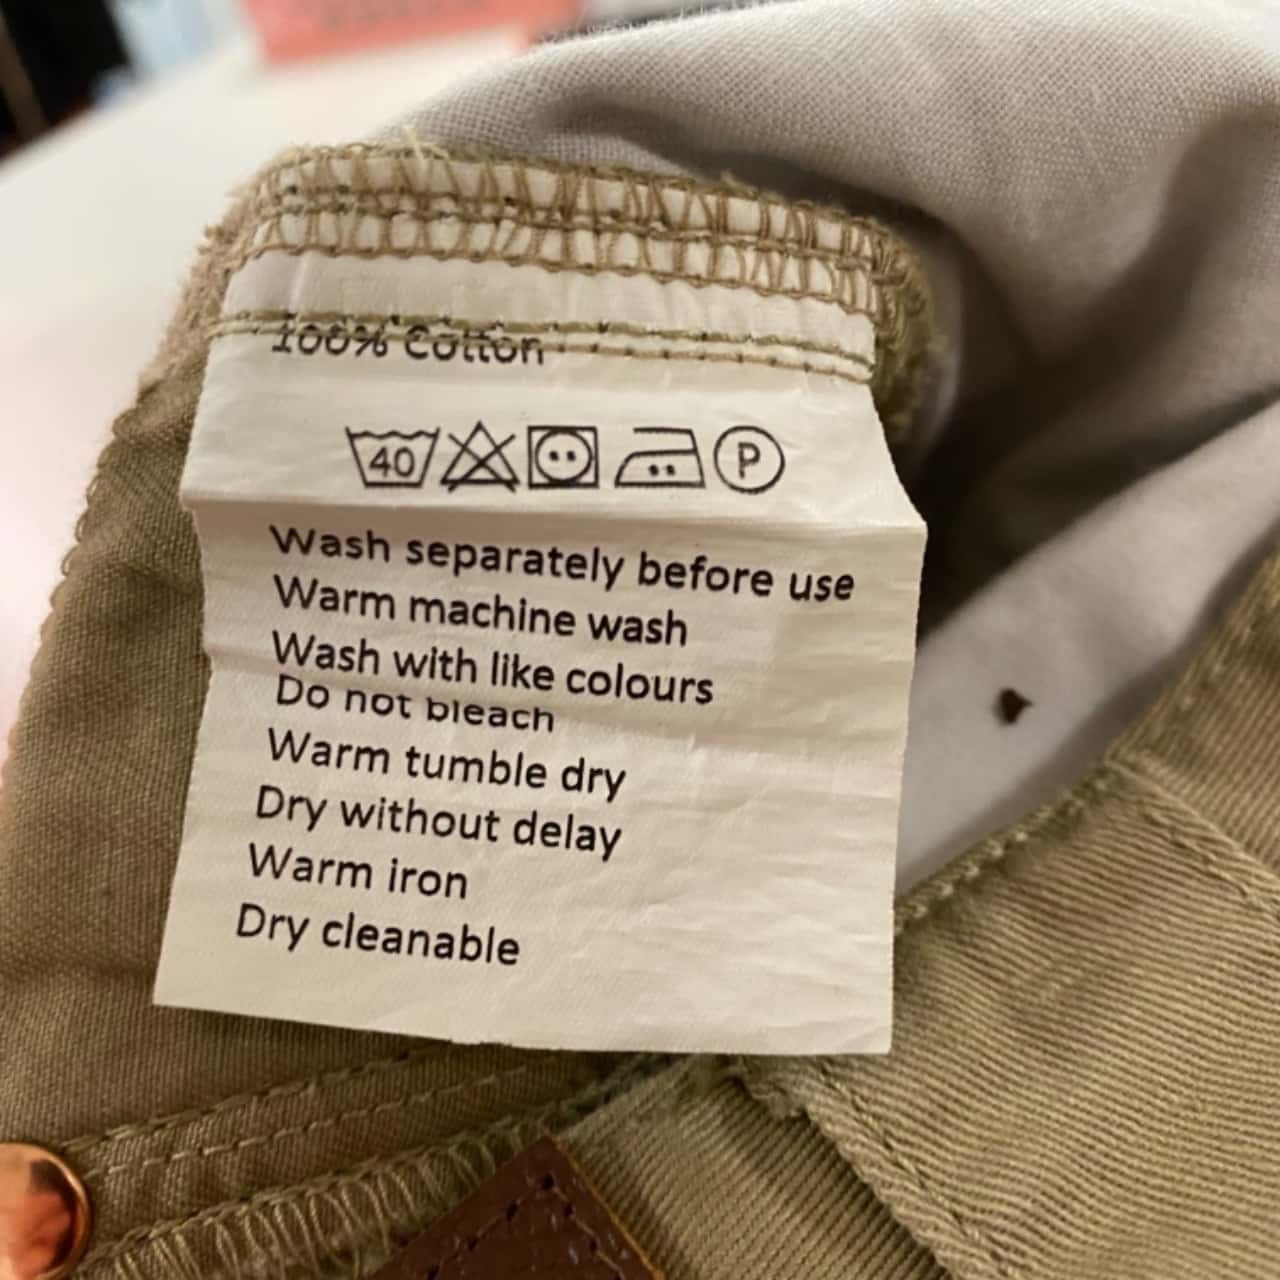 100% Cotton
40 P
Wash separately before use
Warm machine wash
Wash with like colours
Do not bleach
Warm tumble dry
Dry without delay
Warm iron
Dry cleanable